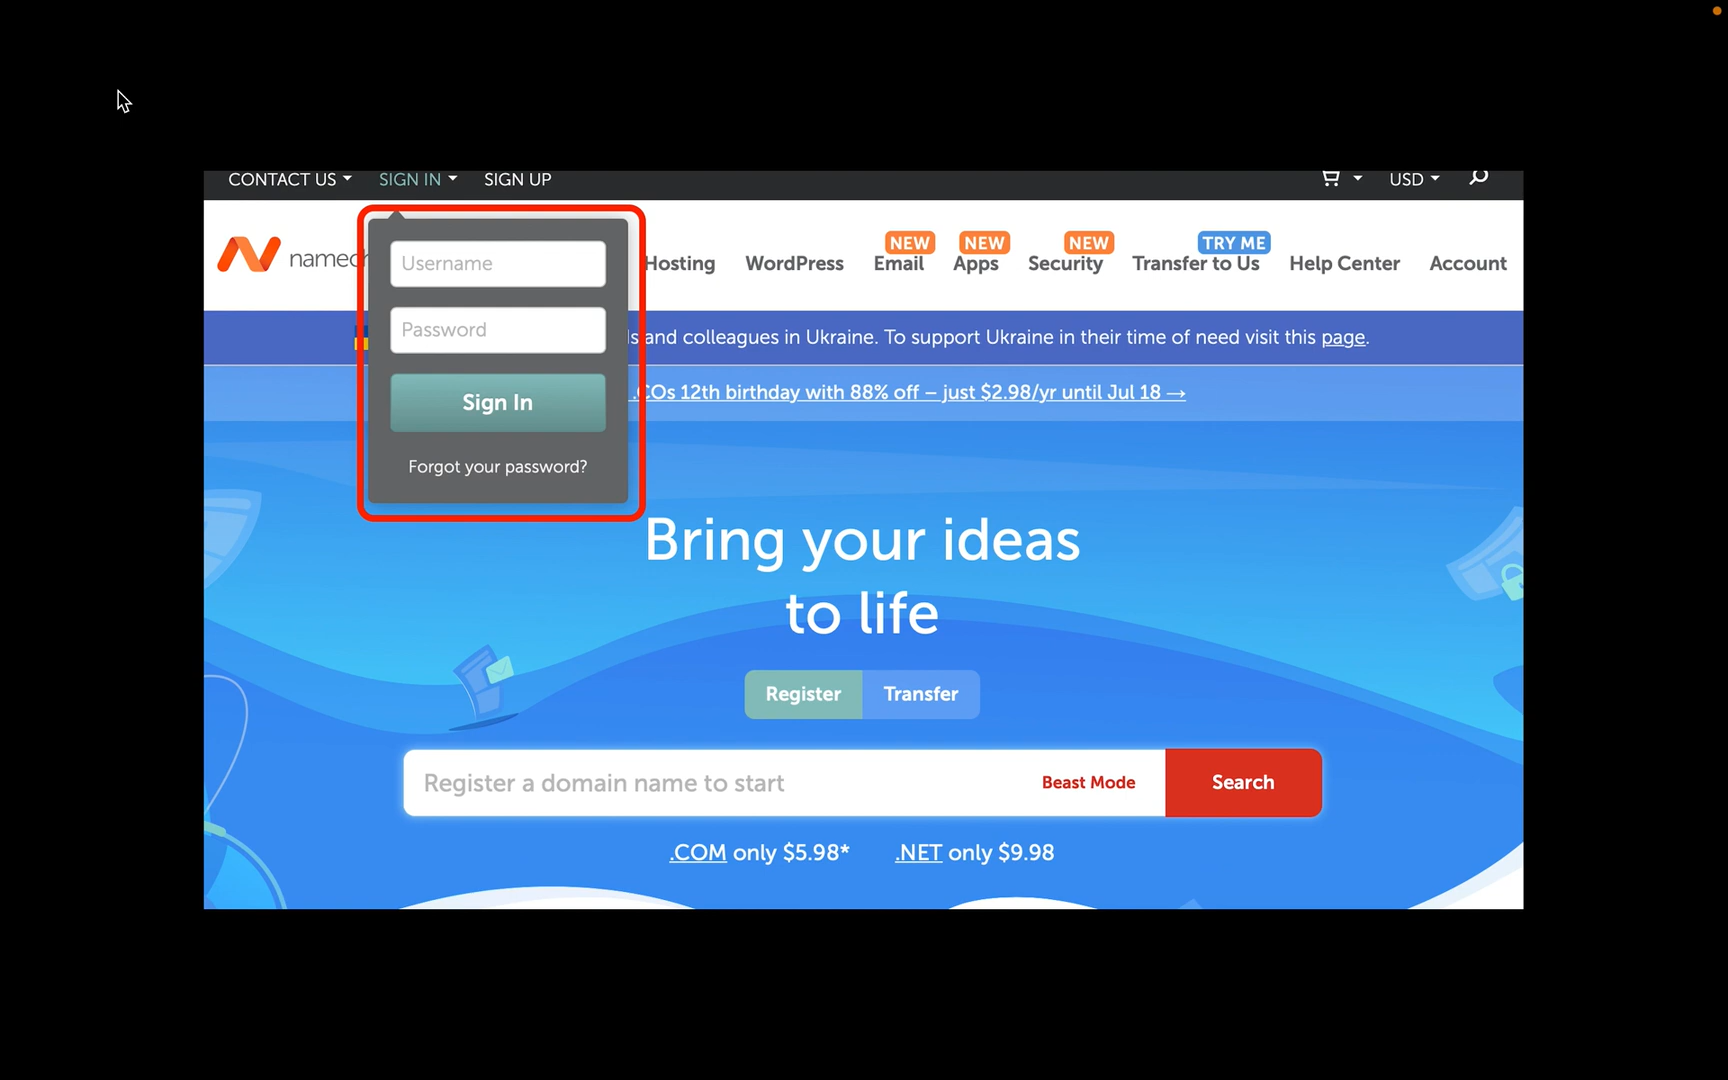 CONTACT US SIGN IN SIGN UP USD
namec
Username
Password
Sign In
Forgot your password?
Hosting WordPress Email Apps Security Transfer to Us Help Center Account
NEW NEW NEW TRY ME
and colleagues in Ukraine. To support Ukraine in their time of need visit this page.
.COs 12th birthday with 88% off – just $2.98/yr until Jul 18 →
Bring your ideas
to life
Register Transfer
Register a domain name to start Beast Mode Search
.COM only $5.98* .NET only $9.98